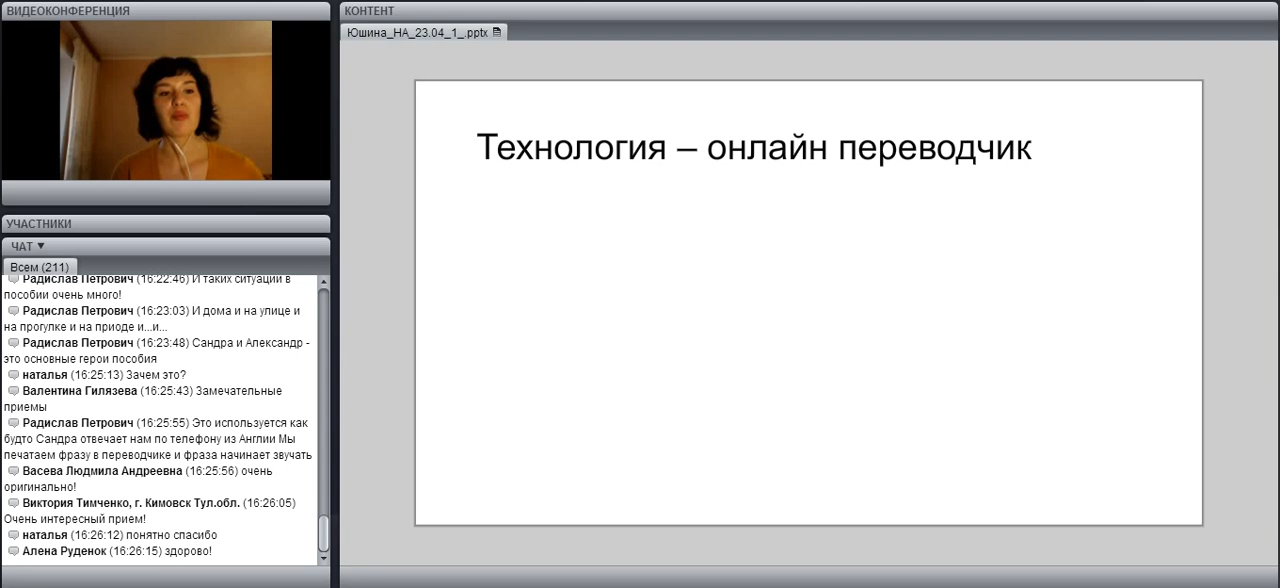 ВИДЕОКОНФЕРЕНЦИЯ
УЧАСТНИКИ
ЧАТ
Всем (211)
Радислав Петрович (16:22:46) И таких ситуаций в
пособии очень много!
Радислав Петрович (16:23:03) И дома и на улице и
на прогулке и на приоде и...и...
Радислав Петрович (16:23:48) Сандра и Александр -
это основные герои пособия
наталья (16:25:13) Зачем это?
Валентина Гилязева (16:25:43) Замечательные
приемы
Радислав Петрович (16:25:55) Это используется как
будто Сандра отвечает нам по телефону из Англии Мы
печатаем фразу в переводчике и фраза начинает звучать
Васева Людмила Андреевна (16:25:56) очень
оригинально!
Виктория Тимченко, г. Кимовск Тул.обл. (16:26:05)
Очень интересный прием!
наталья (16:26:12) понятно спасибо
Алена Руденок (16:26:15) здорово!
КОНТЕНТ
Юшина_НА_23.04_1_.pptx
Технология – онлайн переводчик